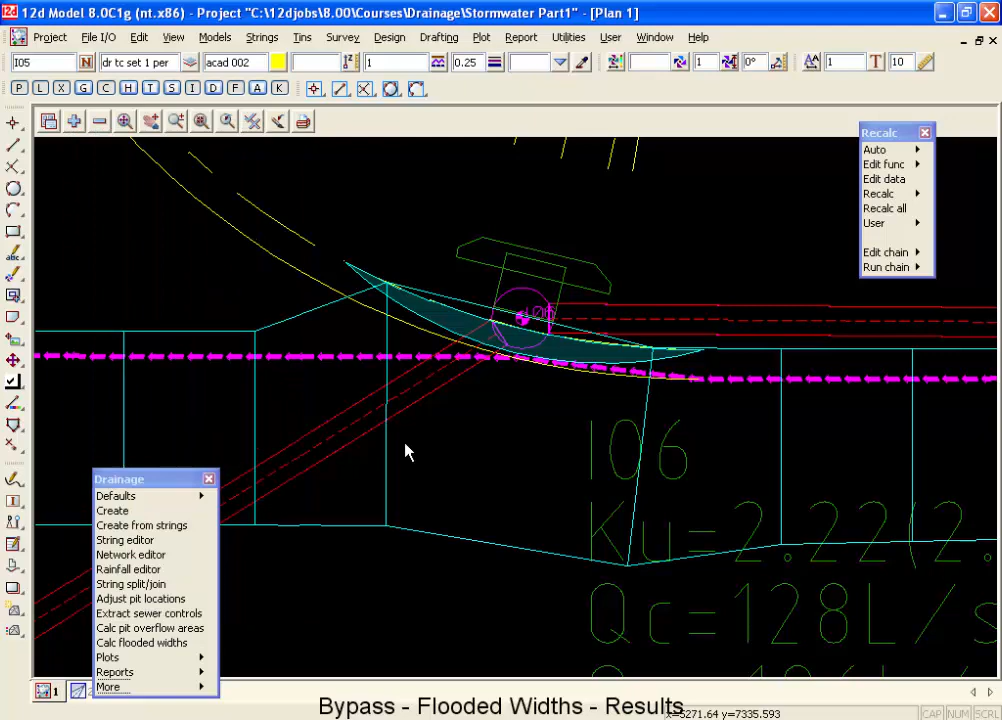 12d Model 8.0C1g (nt.x86) - Project "C:\12djobs\8.00\Courses\Drainage\Stormwater Part1" - [Plan 1]
Project File I/O Edit View Models Strings Tins Survey Design Drafting Plot Report Utilities User Window Help
I05 N dr tc set 1 per acad 002 1 0.25 1 0° 1 T 10
P L X G C H T S I D F A K
Recalc
Auto
Edit func
Edit data
Recalc
Recalc all
User
Edit chain
Run chain
I06
Ku=2.22(2.
Qc=128L/s
Drainage
Defaults
Create
Create from strings
String editor
Network editor
Rainfall editor
String split/join
Adjust pit locations
Extract sewer controls
Calc pit overflow areas
Calc flooded widths
Plots
Reports
More
1
Bypass - Flooded Widths - Results
x=5271.64 y=7335.593
CAP NUM SCRL